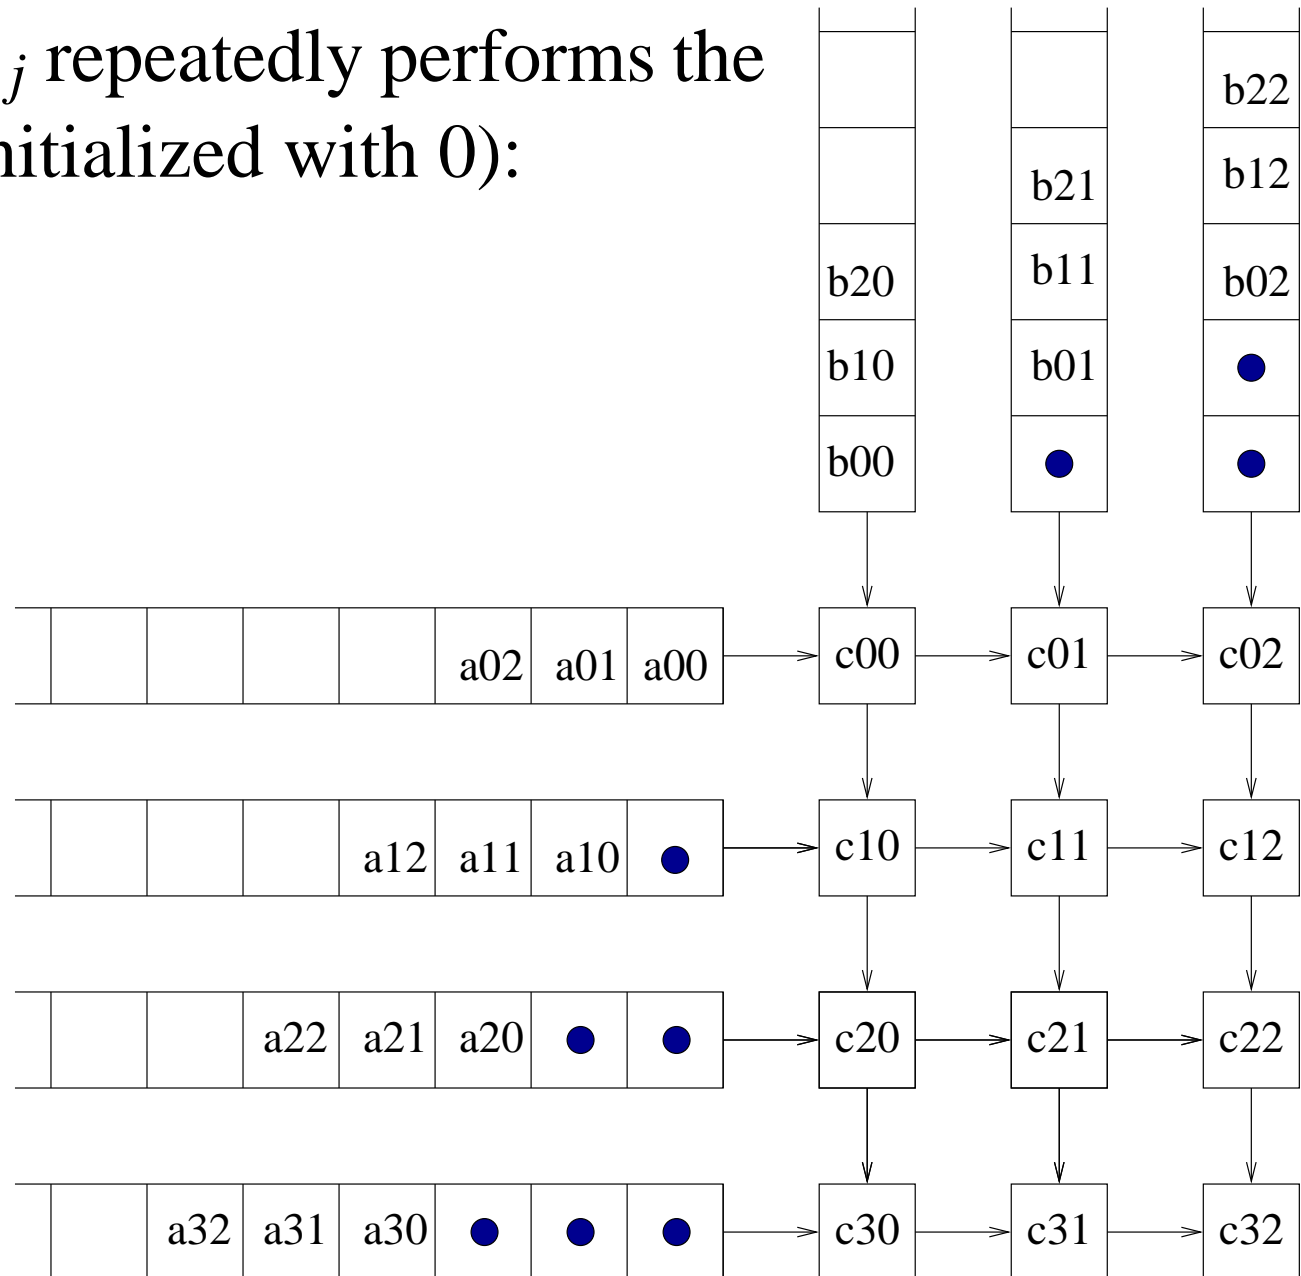 j repeatedly performs the
nitialized with 0):
b22
b12
b21
b11
b20
b02
b10
b01
b00
a02 a01 a00
c00 c01 c02
a12 a11 a10
c10 c11 c12
a22 a21 a20
c20 c21 c22
a32 a31 a30
c30 c31 c32